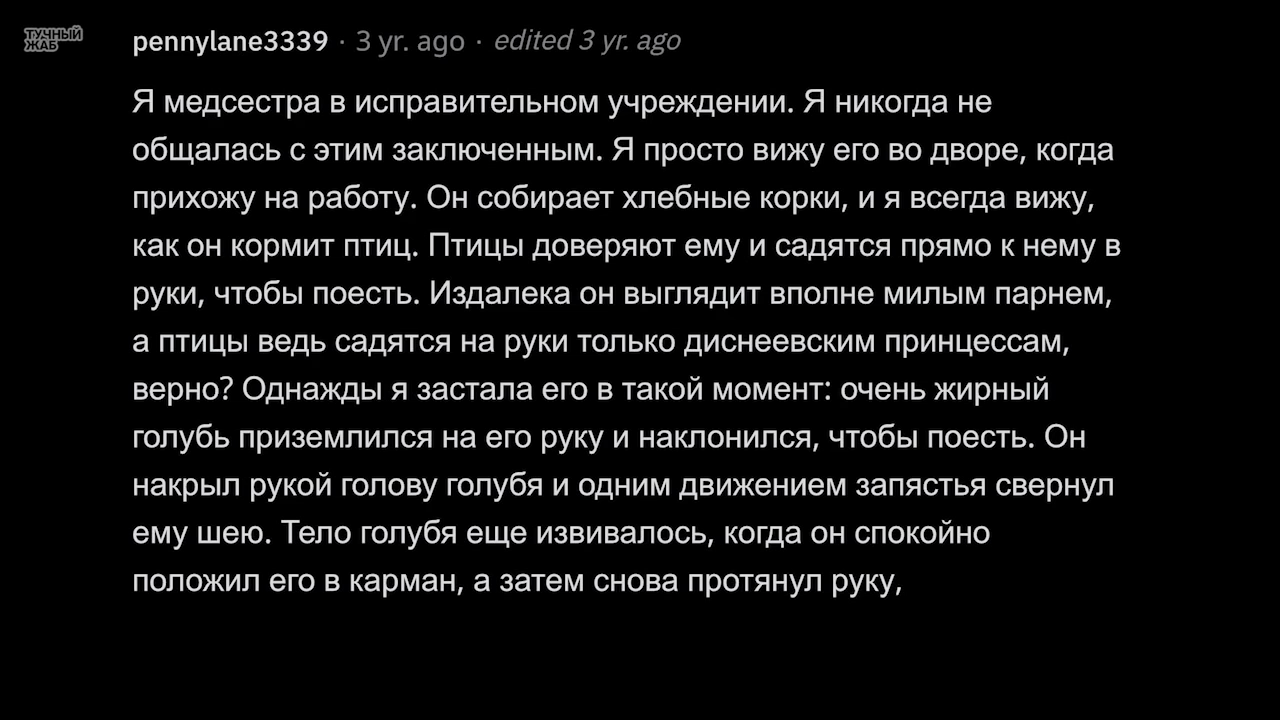 ТУЧНЫЙ
ЖАБ
pennylane3339 · 3 yr. ago · edited 3 yr. ago
Я медсестра в исправительном учреждении. Я никогда не
общалась с этим заключенным. Я просто вижу его во дворе, когда
прихожу на работу. Он собирает хлебные корки, и я всегда вижу,
как он кормит птиц. Птицы доверяют ему и садятся прямо к нему в
руки, чтобы поесть. Издалека он выглядит вполне милым парнем,
а птицы ведь садятся на руки только диснеевским принцессам,
верно? Однажды я застала его в такой момент: очень жирный
голубь приземлился на его руку и наклонился, чтобы поесть. Он
накрыл рукой голову голубя и одним движением запястья свернул
ему шею. Тело голубя еще извивалось, когда он спокойно
положил его в карман, а затем снова протянул руку,